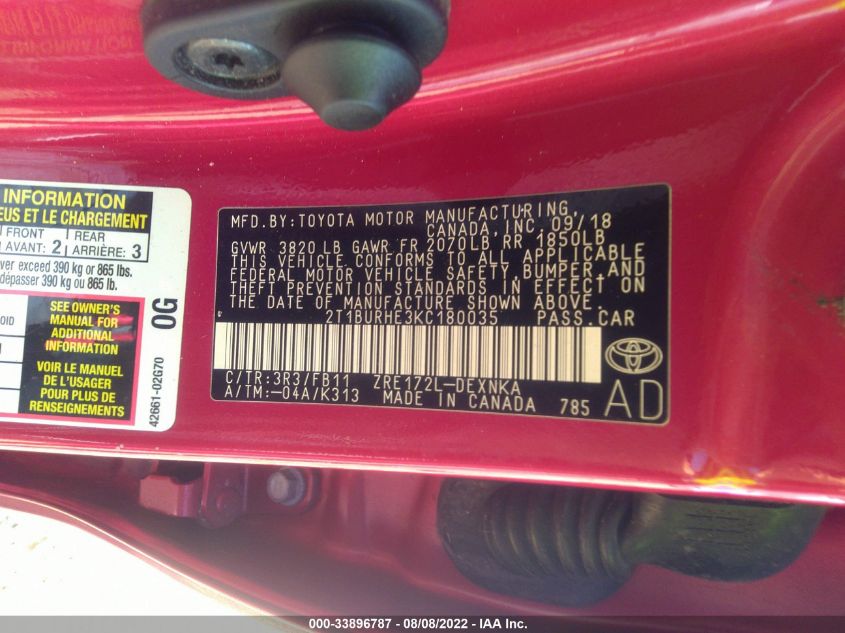 INFORMATION
EUS ET LE CHARGEMENT
FRONT REAR
AVANT: 2 ARRIÈRE: 3
ver exceed 390 kg or 865 lbs.
dépasser 390 kg ou 865 lb.
SEE OWNER'S
MANUAL FOR
ADDITIONAL
INFORMATION
VOIR LE MANUEL
DE L'USAGER
POUR PLUS DE
RENSEIGNEMENTS
OID
0G
42661-02G70
MFD.BY:TOYOTA MOTOR MANUFACTURING,
CANADA, INC. 09/18
GVWR 3820 LB GAWR FR 2020LB RR 1850LB
THIS VEHICLE CONFORMS TO ALL APPLICABLE
FEDERAL MOTOR VEHICLE SAFETY, BUMPER, AND
THEFT PREVENTION STANDARDS IN EFFECT ON
THE DATE OF MANUFACTURE SHOWN ABOVE.
2T1BURHE3KC180035 PASS.CAR
C/TR:3R3/FB11 ZRE172L-DEXNKA
A/TM:-04A/K313 MADE IN CANADA 785
AD
000-33896787 - 08/08/2022 - IAA Inc.